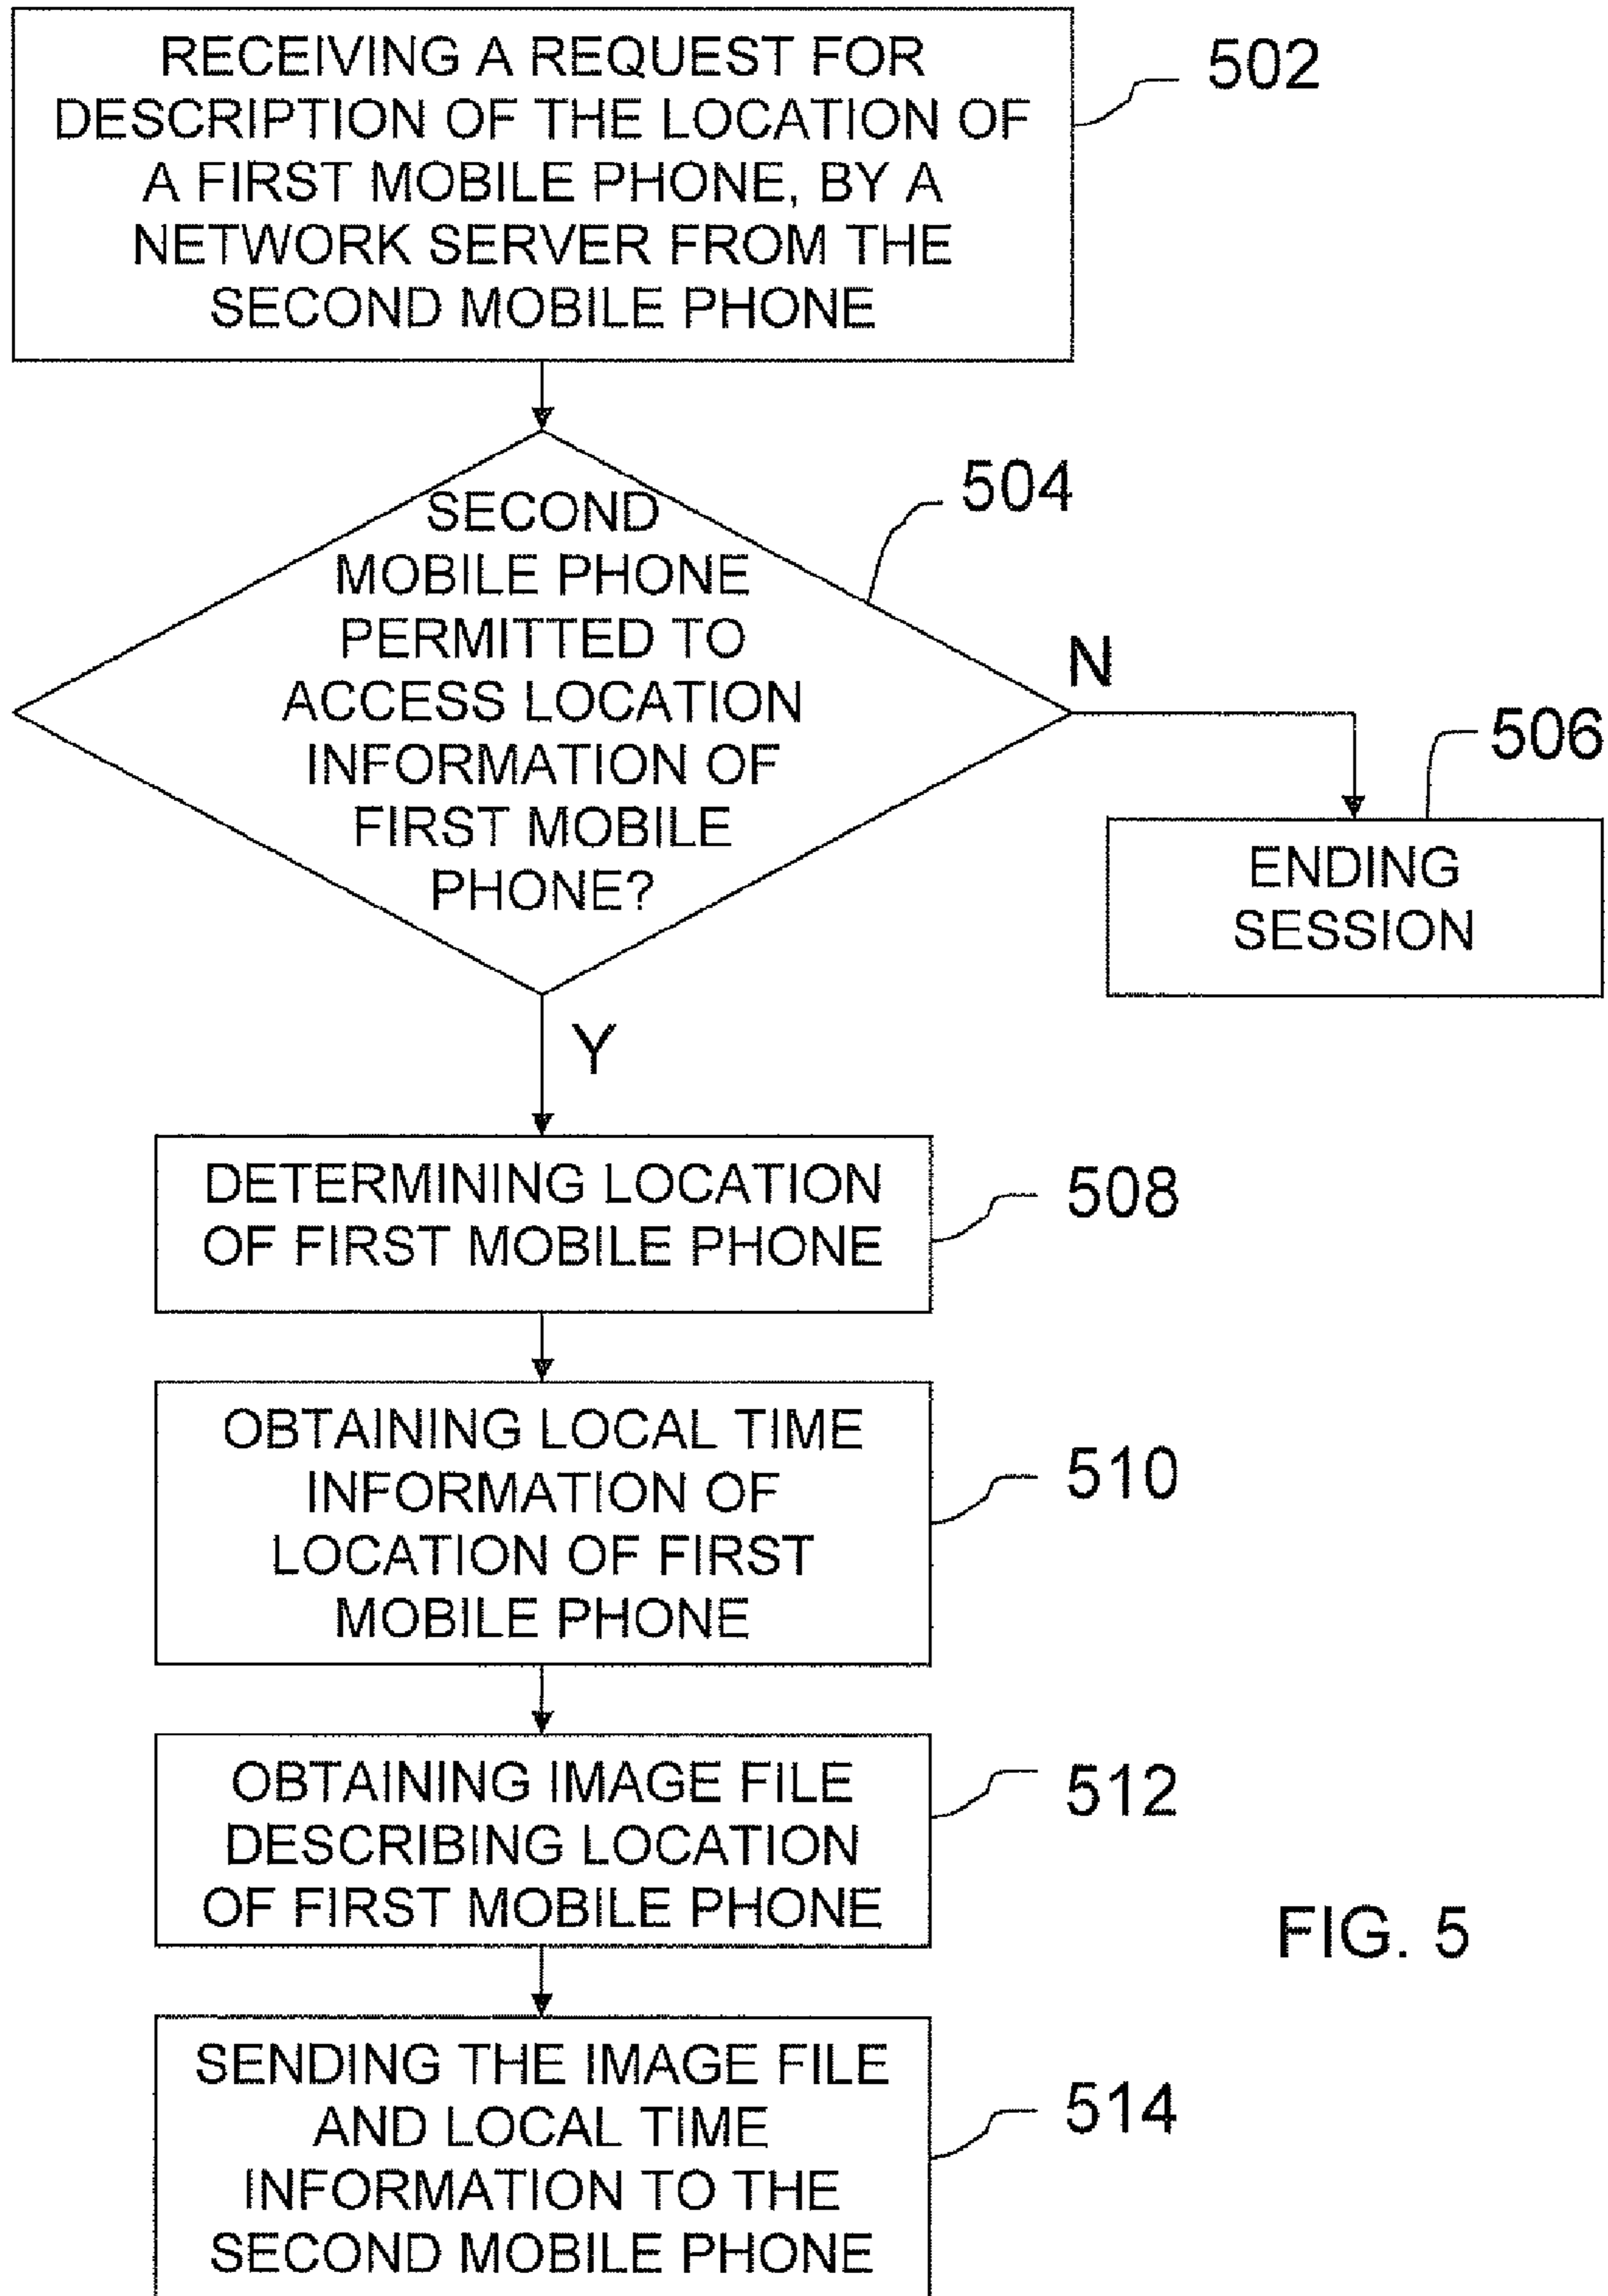 RECEIVING A REQUEST FOR
DESCRIPTION OF THE LOCATION OF
A FIRST MOBILE PHONE, BY A
NETWORK SERVER FROM THE
SECOND MOBILE PHONE
502
SECOND
MOBILE PHONE
PERMITTED TO
ACCESS LOCATION
INFORMATION OF
FIRST MOBILE
PHONE?
504
N
506
ENDING
SESSION
Y
DETERMINING LOCATION
OF FIRST MOBILE PHONE
508
OBTAINING LOCAL TIME
INFORMATION OF
LOCATION OF FIRST
MOBILE PHONE
510
OBTAINING IMAGE FILE
DESCRIBING LOCATION
OF FIRST MOBILE PHONE
512
FIG. 5
SENDING THE IMAGE FILE
AND LOCAL TIME
INFORMATION TO THE
SECOND MOBILE PHONE
514